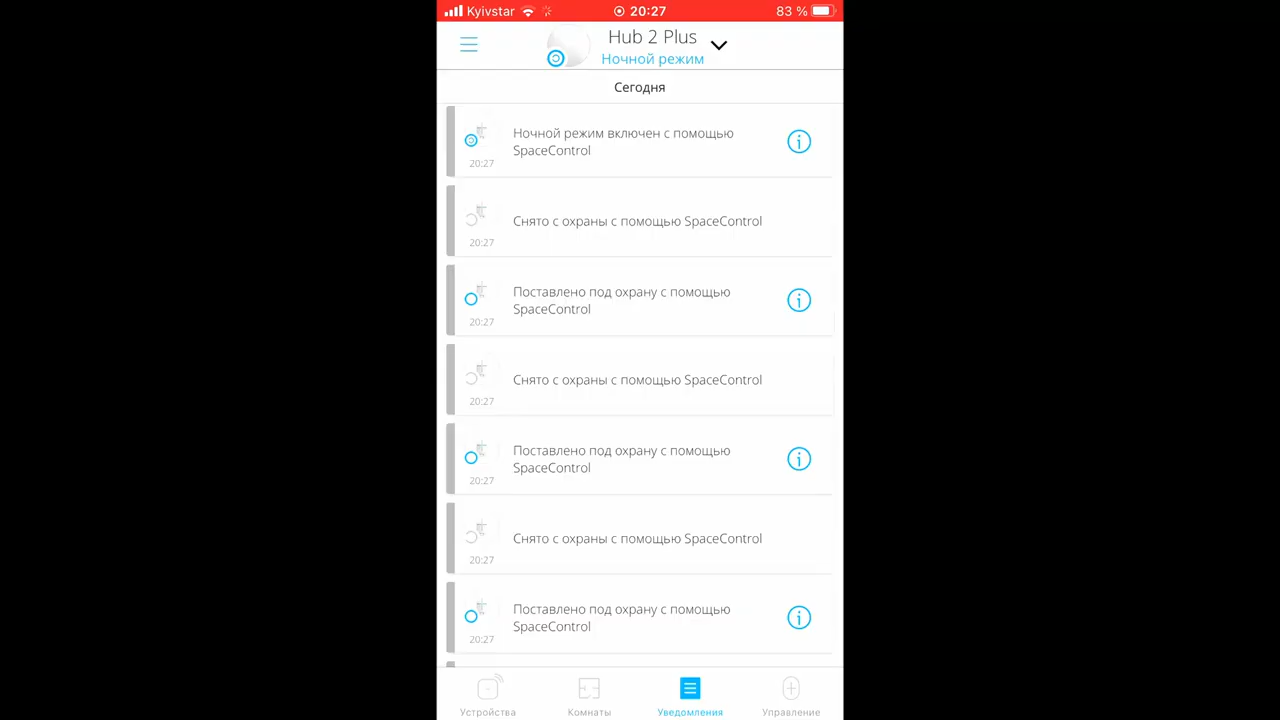 Kyivstar 20:27 83 %
Hub 2 Plus
Ночной режим
Сегодня
Ночной режим включен с помощью
SpaceControl
20:27
Снято с охраны с помощью SpaceControl
20:27
Поставлено под охрану с помощью
SpaceControl
20:27
Снято с охраны с помощью SpaceControl
20:27
Поставлено под охрану с помощью
SpaceControl
20:27
Снято с охраны с помощью SpaceControl
20:27
Поставлено под охрану с помощью
SpaceControl
20:27
Устройства Комнаты Уведомления Управление